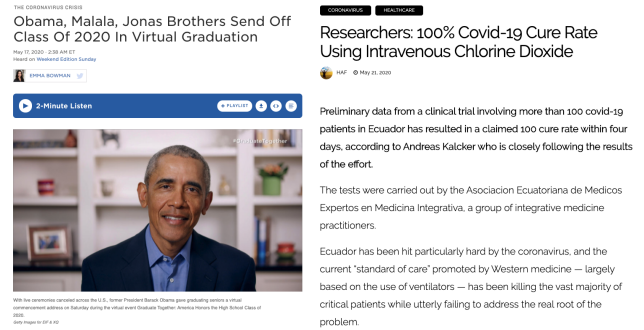 THE CORONAVIRUS CRISIS
Obama, Malala, Jonas Brothers Send Off
Class Of 2020 In Virtual Graduation
May 17, 2020 · 2:38 AM ET
Heard on Weekend Edition Sunday
EMMA BOWMAN
2-Minute Listen
+ PLAYLIST
#GraduateTogether
With live ceremonies canceled across the U.S., former President Barack Obama gave graduating seniors a virtual
commencement address on Saturday during the virtual event Graduate Together: America Honors the High School Class of
2020.
Getty Images for EIF & XQ
CORONAVIRUS
HEALTHCARE
Researchers: 100% Covid-19 Cure Rate
Using Intravenous Chlorine Dioxide
HAF
May 21, 2020
Preliminary data from a clinical trial involving more than 100 covid-19
patients in Ecuador has resulted in a claimed 100 cure rate within four
days, according to Andreas Kalcker who is closely following the results
of the effort.
The tests were carried out by the Asociacion Ecuatoriana de Medicos
Expertos en Medicina Integrativa, a group of integrative medicine
practitioners.
Ecuador has been hit particularly hard by the coronavirus, and the
current "standard of care" promoted by Western medicine — largely
based on the use of ventilators — has been killing the vast majority of
critical patients while utterly failing to address the real root of the
problem.